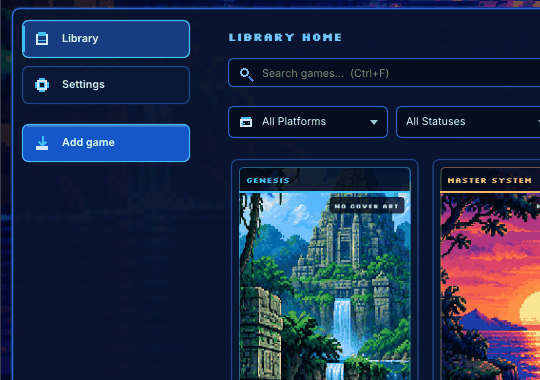 Library
Settings
Add game
LIBRARY HOME
Search games... (Ctrl+F)
All Platforms
All Statuses
GENESIS
NO COVER ART
MASTER SYSTEM